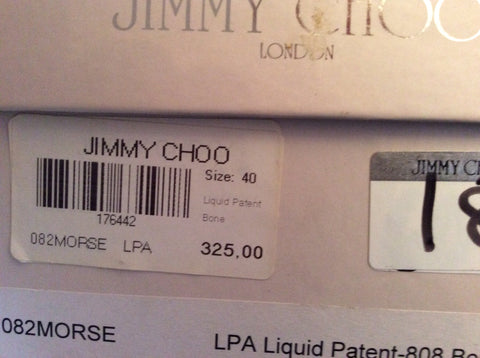 JIMMY CHOO
LONDON
JIMMY CHOO
Size: 40
Liquid Patent
Bone
176442
082MORSE LPA
325,00
JIMMY
18
082MORSE
LPA Liquid Patent-808